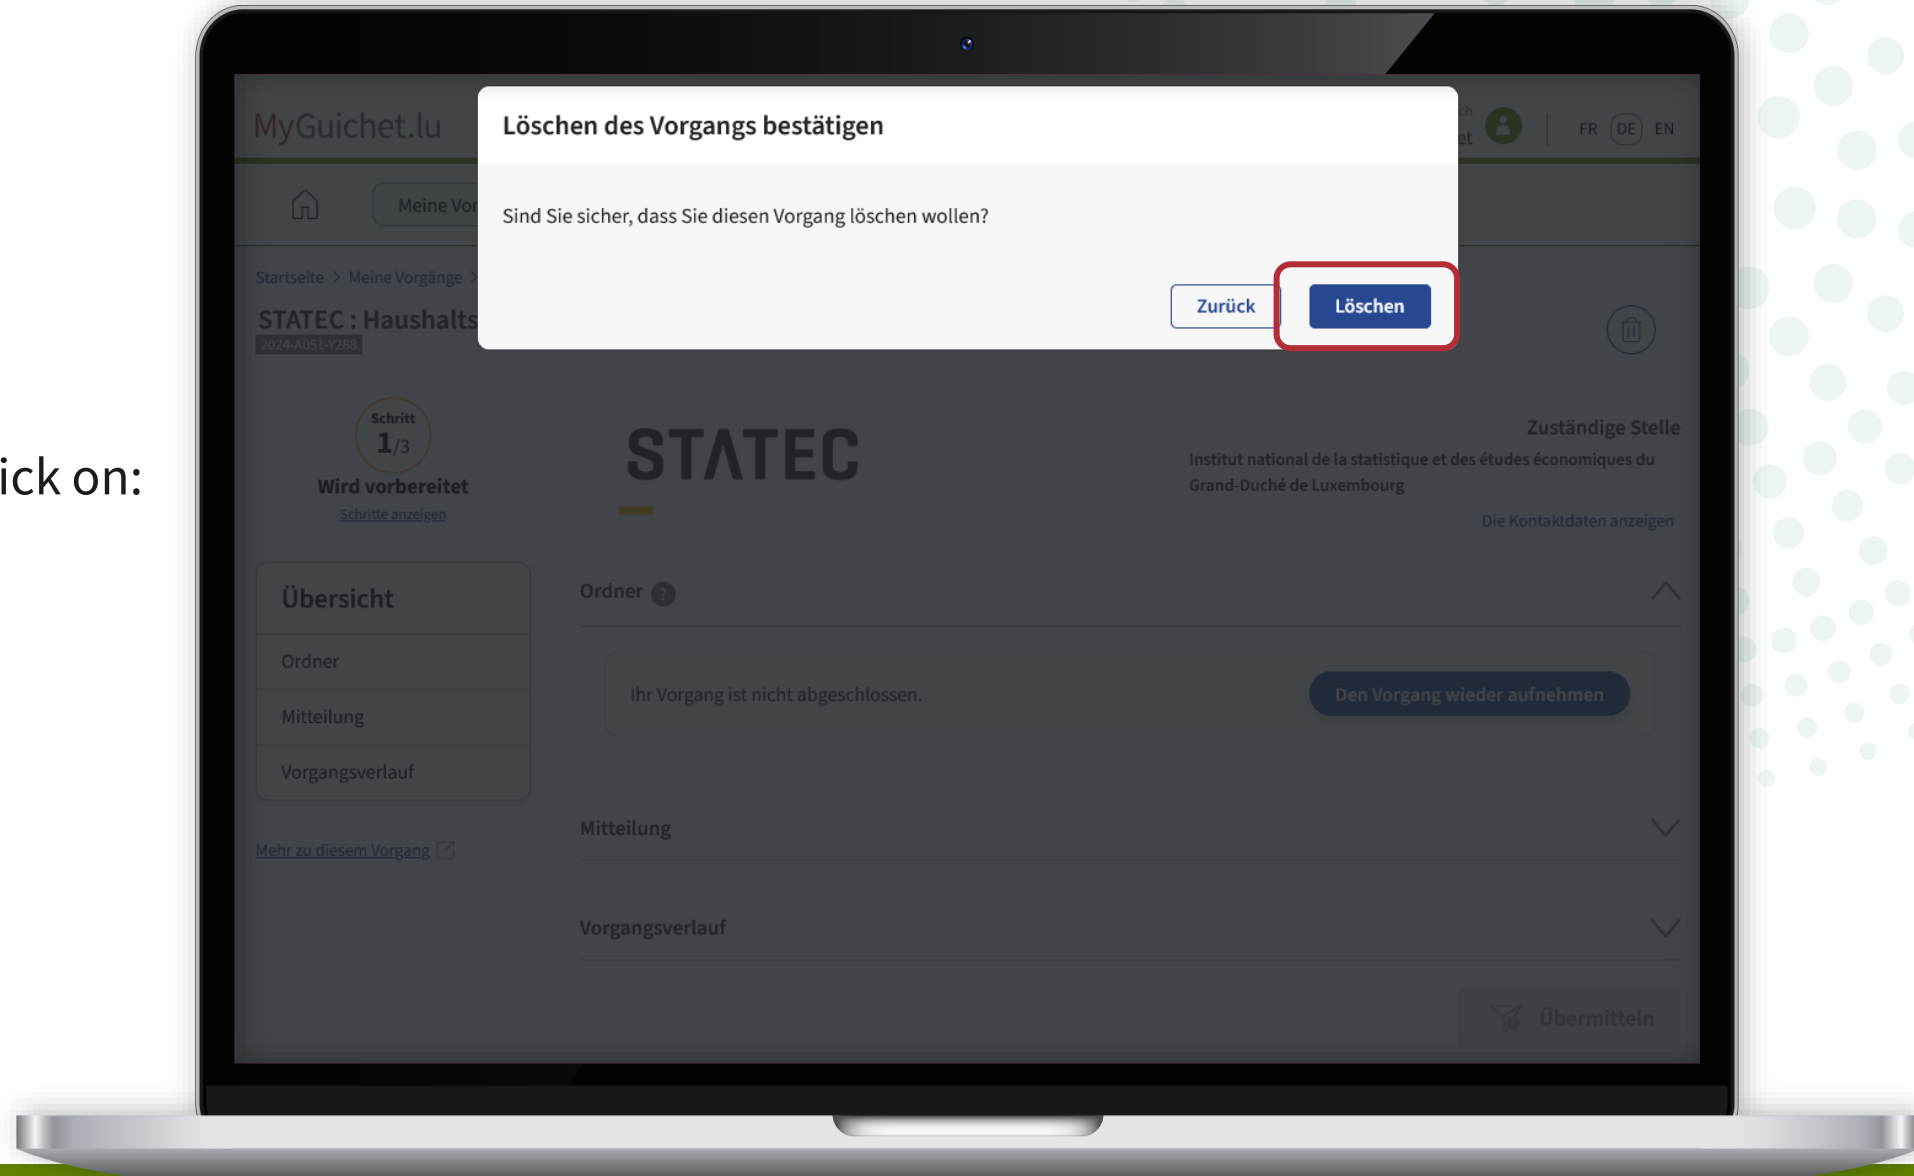 MyGuichet.lu
Löschen des Vorgangs bestätigen
FR DE EN
Meine Vor
Sind Sie sicher, dass Sie diesen Vorgang löschen wollen?
Startseite > Meine Vorgänge >
Zurück
Löschen
STATEC : Haushalts
2024-A051-Y288
Schritt
1/3
Wird vorbereitet
Schritte anzeigen
STATEC
Zuständige Stelle
Institut national de la statistique et des études économiques du
Grand-Duché de Luxembourg
Die Kontaktdaten anzeigen
ick on:
Übersicht
Ordner
Mitteilung
Vorgangsverlauf
Mehr zu diesem Vorgang
Ordner ?
Ihr Vorgang ist nicht abgeschlossen.
Den Vorgang wieder aufnehmen
Mitteilung
Vorgangsverlauf
Übermitteln